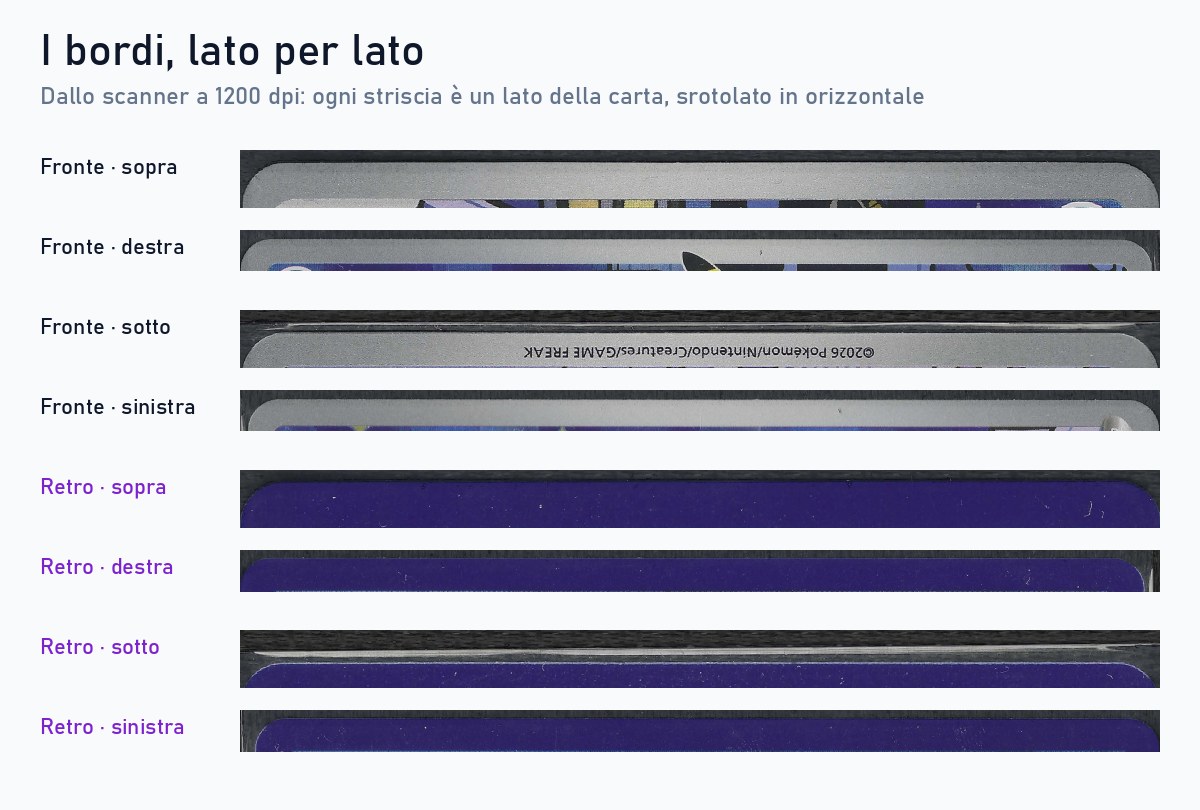 I bordi, lato per lato
Dallo scanner a 1200 dpi: ogni striscia è un lato della carta, srotolato in orizzontale
Fronte · sopra
Fronte · destra
Fronte · sotto
©2026 Pokémon/Nintendo/Creatures/GAME FREAK
Fronte · sinistra
Retro · sopra
Retro · destra
Retro · sotto
Retro · sinistra